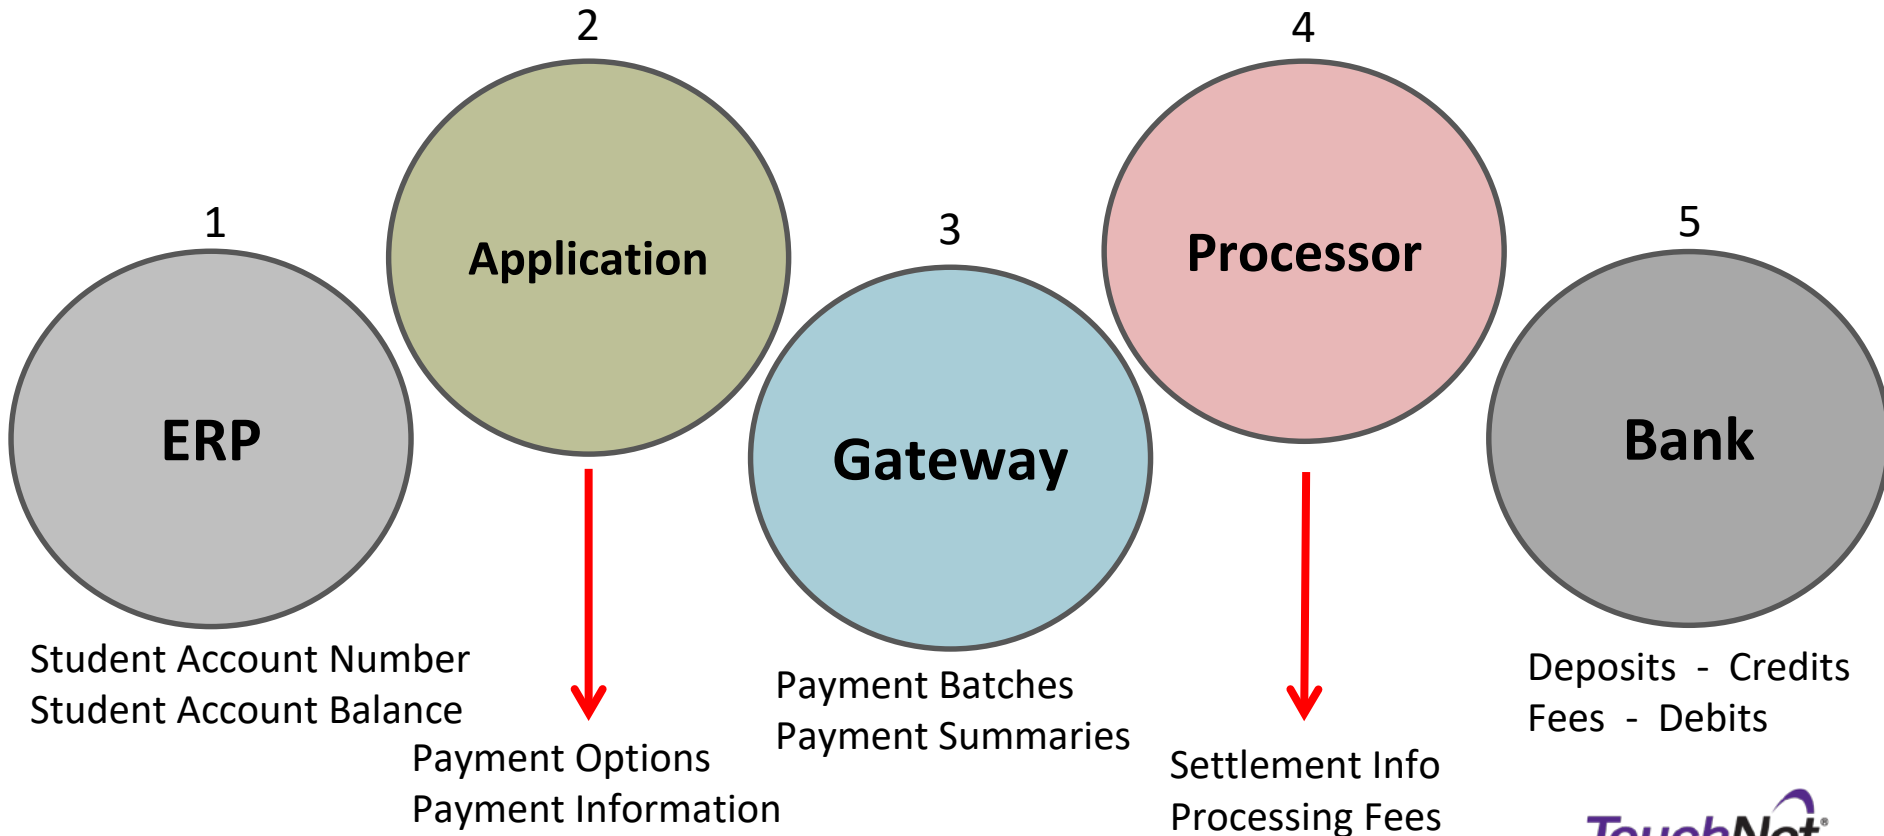 1
ERP
Student Account Number
Student Account Balance
2
Application
Payment Options
Payment Information
3
Gateway
Payment Batches
Payment Summaries
4
Processor
Settlement Info
Processing Fees
5
Bank
Deposits - Credits
Fees - Debits
TouchNet®